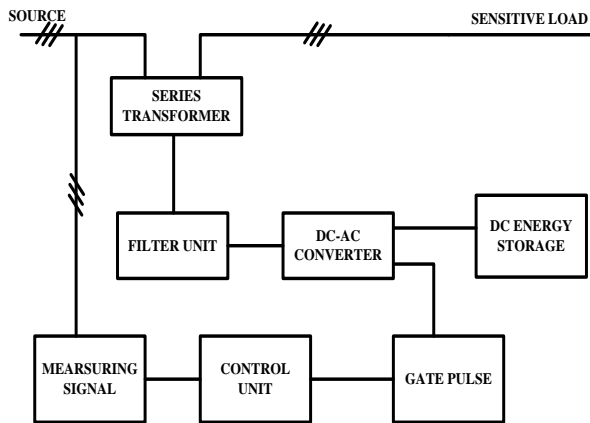 SOURCE
SENSITIVE LOAD
SERIES
TRANSFORMER
FILTER UNIT
DC-AC
CONVERTER
DC ENERGY
STORAGE
MEARSURING
SIGNAL
CONTROL
UNIT
GATE PULSE